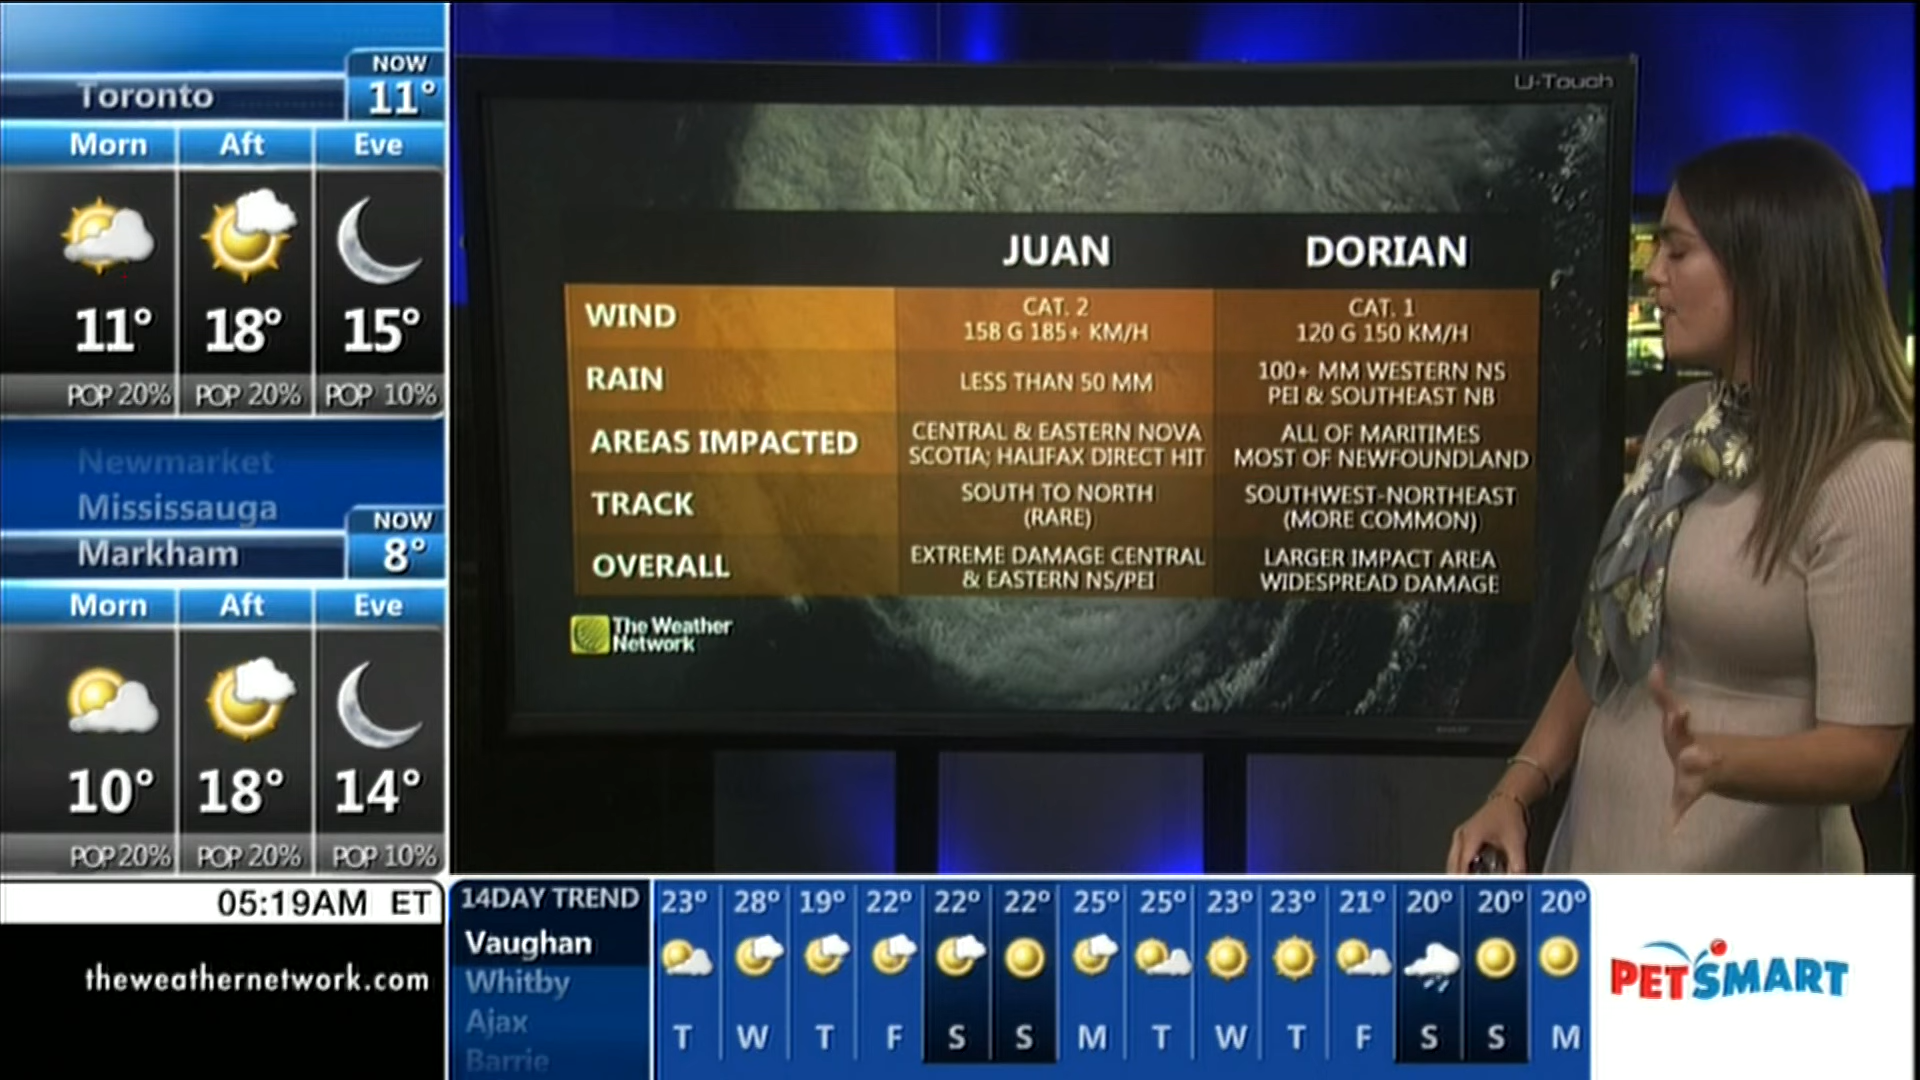 NOW
Toronto 11°
Morn Aft Eve
11° 18° 15°
POP 20% POP 20% POP 10%
Newmarket
Mississauga
NOW
Markham 8°
Morn Aft Eve
10° 18° 14°
POP 20% POP 20% POP 10%
05:19AM ET
theweathernetwork.com
U-Touch
JUAN DORIAN
WIND
CAT. 2
158 G 185+ KM/H
CAT. 1
120 G 150 KM/H
RAIN
LESS THAN 50 MM
100+ MM WESTERN NS
PEI & SOUTHEAST NB
AREAS IMPACTED
CENTRAL & EASTERN NOVA
SCOTIA; HALIFAX DIRECT HIT
ALL OF MARITIMES
MOST OF NEWFOUNDLAND
TRACK
SOUTH TO NORTH
(RARE)
SOUTHWEST-NORTHEAST
(MORE COMMON)
OVERALL
EXTREME DAMAGE CENTRAL
& EASTERN NS/PEI
LARGER IMPACT AREA
WIDESPREAD DAMAGE
The Weather
Network
14DAY TREND
Vaughan
Whitby
Ajax
Barrie
23° 28° 19° 22° 22° 22° 25° 25° 23° 23° 21° 20° 20° 20°
T W T F S S M T W T F S S M
PETSMART